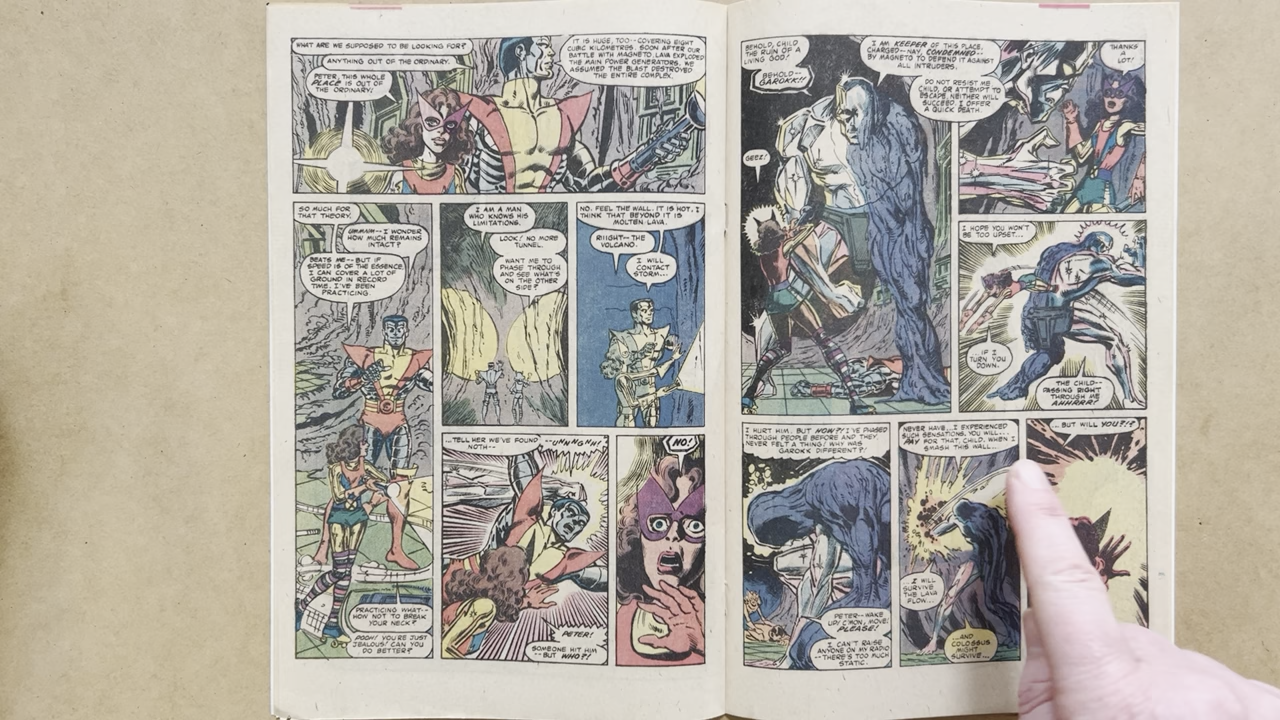 WHAT ARE WE SUPPOSED TO BE LOOKING FOR?
ANYTHING OUT OF THE ORDINARY.
PETER, THIS WHOLE
PLACE IS OUT OF
THE ORDINARY!
IT IS HUGE, TOO--COVERING EIGHT
CUBIC KILOMETRES. SOON AFTER OUR
BATTLE WITH MAGNETO LAVA EXPLODED
THE MAIN POWER GENERATORS. WE
ASSUMED THE BLAST DESTROYED
THE ENTIRE COMPLEX.
SO MUCH FOR
THAT THEORY.
UMMNN--I WONDER
HOW MUCH REMAINS
INTACT?
BEATS ME--BUT IF
SPEED IS OF THE ESSENCE,
I CAN COVER A LOT OF
GROUND IN RECORD
TIME. I'VE BEEN
PRACTICING.
PRACTICING WHAT--
HOW NOT TO BREAK
YOUR NECK?
POOH! YOU'RE JUST
JEALOUS! CAN YOU
DO BETTER?
I AM A MAN
WHO KNOWS HIS
LIMITATIONS.
LOOK! NO MORE
TUNNEL.
WANT ME TO
PHASE THROUGH
AND SEE WHAT'S
ON THE OTHER
SIDE?
NO. FEEL THE WALL. IT IS HOT. I
THINK THAT BEYOND IT IS
MOLTEN LAVA.
RIIIGHT--THE
VOLCANO.
I WILL
CONTACT
STORM...
...TELL HER WE'VE FOUND
NOTH--
--UNNNGNH!
PETER!
SOMEONE HIT HIM
--BUT WHO?!
NO!
BEHOLD, CHILD
THE RUIN OF A
LIVING GOD!
BEHOLD--
GAROKK!!
I AM KEEPER OF THIS PLACE,
CHARGED--NAY, CONDEMNED--
BY MAGNETO TO DEFEND IT AGAINST
ALL INTRUDERS.
DO NOT RESIST ME
CHILD, OR ATTEMPT TO
ESCAPE. NEITHER WILL
SUCCEED. I OFFER
A QUICK DEATH.
GEEZ!
THANKS
A
LOT!
I HOPE YOU WON'T
BE TOO UPSET...
IF I
TURN YOU
DOWN.
THE CHILD--
PASSING RIGHT
THROUGH ME
AHHRRR!
I HURT HIM. BUT HOW?! I'VE PHASED
THROUGH PEOPLE BEFORE AND THEY
NEVER FELT A THING! WHY WAS
GAROKK DIFFERENT?!
PETER--WAKE
UP! C'MON, MOVE!
PLEASE!
I CAN'T RAISE
ANYONE ON MY RADIO
--THERE'S TOO MUCH
STATIC.
NEVER HAVE...I EXPERIENCED
SUCH SENSATIONS. YOU WILL...
PAY FOR THAT, CHILD, WHEN I
SMASH THIS WALL...
...I WILL
SURVIVE
THE LAVA
FLOW...
...AND
COLOSSUS
MIGHT
SURVIVE...
...BUT WILL YOU?!?